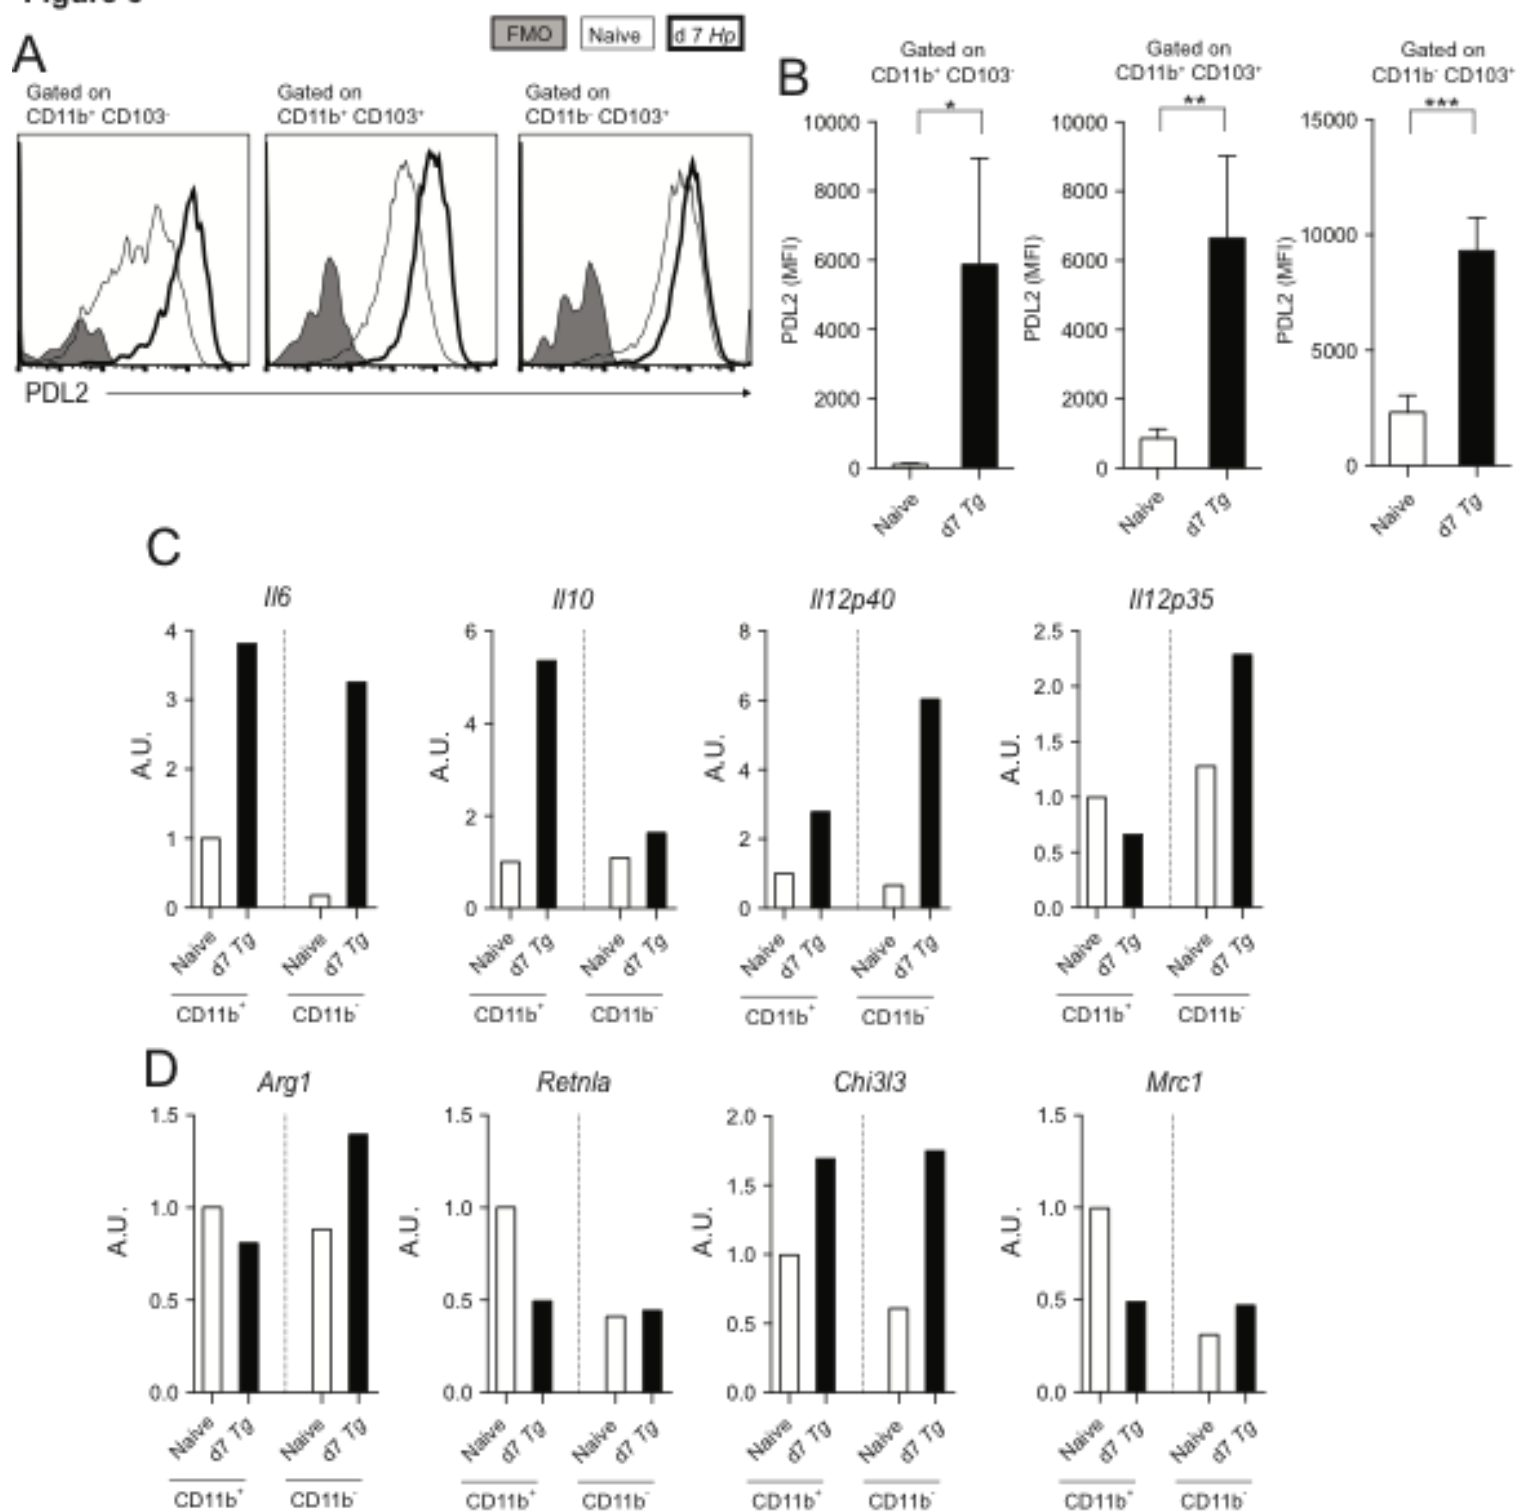 A
FMO Naive d 7 Hp
Gated on
CD11b⁺ CD103⁻
Gated on
CD11b⁺ CD103⁺
Gated on
CD11b⁻ CD103⁺
PDL2
B
Gated on
CD11b⁺ CD103⁻
*
10000
8000
6000
4000
2000
0
PDL2 (MFI)
Naive
d7 Tg
Gated on
CD11b⁺ CD103⁺
**
10000
8000
6000
4000
2000
0
PDL2 (MFI)
Naive
d7 Tg
Gated on
CD11b⁻ CD103⁺
***
15000
10000
5000
0
PDL2 (MFI)
Naive
d7 Tg
C
Il6
4
3
2
1
0
A.U.
Naive d7 Tg Naive d7 Tg
CD11b⁺ CD11b⁻
Il10
6
4
2
0
A.U.
Naive d7 Tg Naive d7 Tg
CD11b⁺ CD11b⁻
Il12p40
8
6
4
2
0
A.U.
Naive d7 Tg Naive d7 Tg
CD11b⁺ CD11b⁻
Il12p35
2.5
2.0
1.5
1.0
0.5
0.0
A.U.
Naive d7 Tg Naive d7 Tg
CD11b⁺ CD11b⁻
D
Arg1
1.5
1.0
0.5
0.0
A.U.
Naive d7 Tg Naive d7 Tg
CD11b⁺ CD11b⁻
Retnla
1.5
1.0
0.5
0.0
A.U.
Naive d7 Tg Naive d7 Tg
CD11b⁺ CD11b⁻
Chi3l3
2.0
1.5
1.0
0.5
0.0
A.U.
Naive d7 Tg Naive d7 Tg
CD11b⁺ CD11b⁻
Mrc1
1.5
1.0
0.5
0.0
A.U.
Naive d7 Tg Naive d7 Tg
CD11b⁺ CD11b⁻